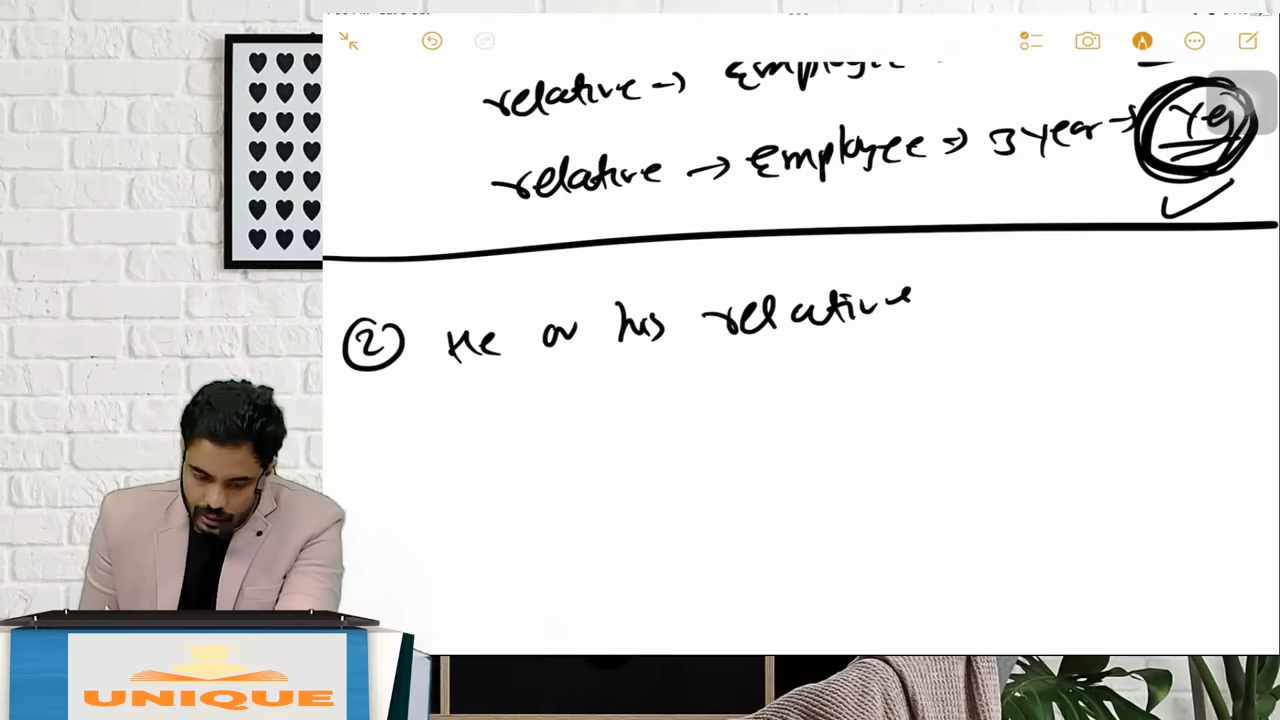 relative → Employee
relative → Employee → 3 year → Yes
② He or his relative
UNIQUE